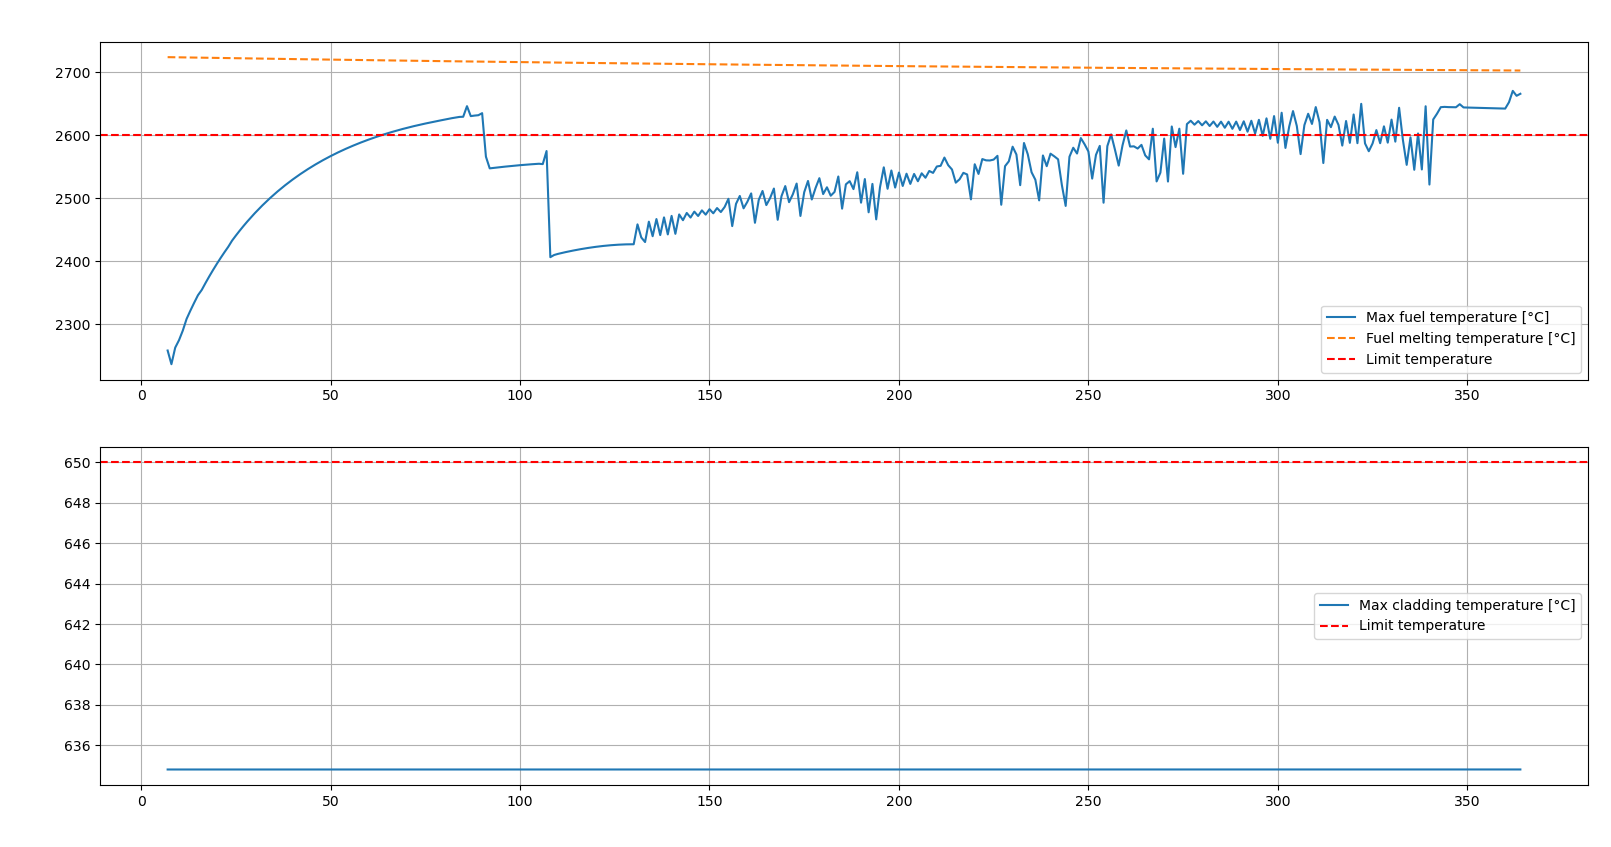 2700
2600
2500
2400
2300
Max fuel temperature [°C]
Fuel melting temperature [°C]
Limit temperature
0 50 100 150 200 250 300 350
650
648
646
644
642
640
638
636
Max cladding temperature [°C]
Limit temperature
0 50 100 150 200 250 300 350